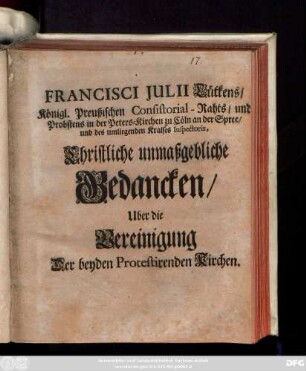 17
FRANCISCI JULII Lütkens/
Königl. Preußischen Consistorial-Rahts/ und
Probstens in der Peters-Kirchen zu Cöln an der Spree/
und des umliegenden Kraises Inspectoris,
Christliche unmaßgebliche
Gedancken/
Uber die
Vereinigung
Der beyden Protestirenden Kirchen.
DFG